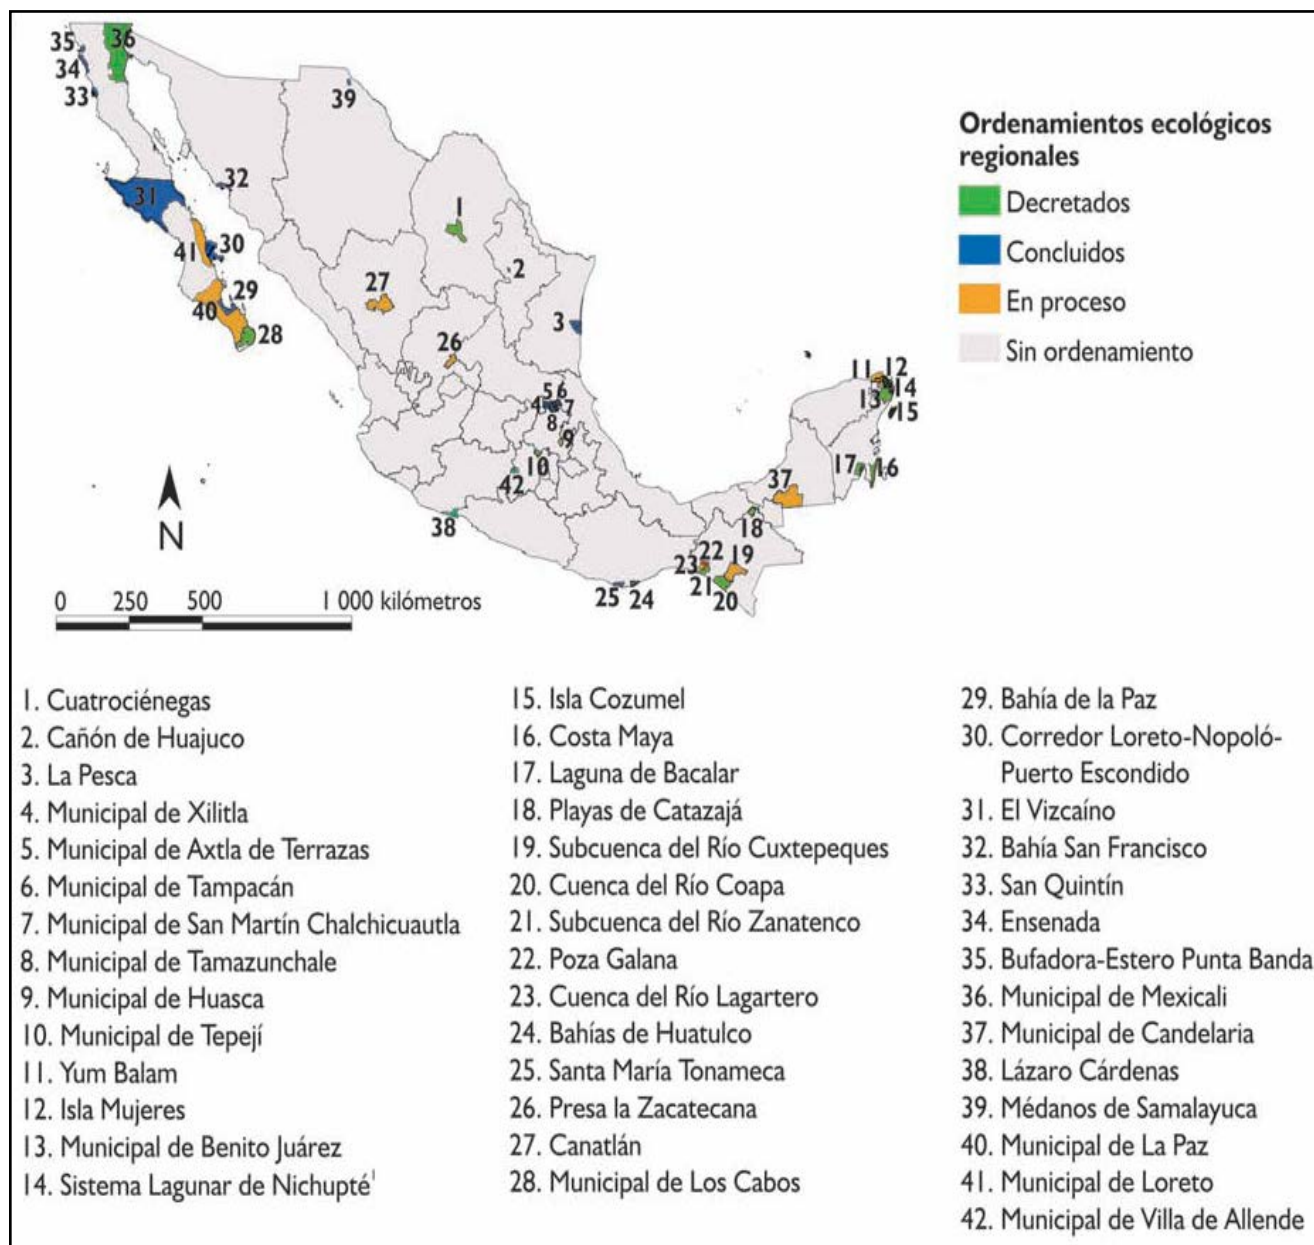 35
36
34
33
39
32
31
1
41
30
2
27
29
40
3
28
26
11
12
14
13
15
5
6
4
7
8
9
10
17
16
42
37
38
18
22
19
23
21
20
25
24
N
0 250 500 1 000 kilómetros
Ordenamientos ecológicos
regionales
Decretados
Concluidos
En proceso
Sin ordenamiento
1. Cuatrociénegas
2. Cañón de Huajuco
3. La Pesca
4. Municipal de Xilitla
5. Municipal de Axtla de Terrazas
6. Municipal de Tampacán
7. Municipal de San Martín Chalchicuautla
8. Municipal de Tamazunchale
9. Municipal de Huasca
10. Municipal de Tepejí
11. Yum Balam
12. Isla Mujeres
13. Municipal de Benito Juárez
14. Sistema Lagunar de Nichupté¹
15. Isla Cozumel
16. Costa Maya
17. Laguna de Bacalar
18. Playas de Catazajá
19. Subcuenca del Río Cuxtepeques
20. Cuenca del Río Coapa
21. Subcuenca del Río Zanatenco
22. Poza Galana
23. Cuenca del Río Lagartero
24. Bahías de Huatulco
25. Santa María Tonameca
26. Presa la Zacatecana
27. Canatlán
28. Municipal de Los Cabos
29. Bahía de la Paz
30. Corredor Loreto-Nopoló-
Puerto Escondido
31. El Vizcaíno
32. Bahía San Francisco
33. San Quintín
34. Ensenada
35. Bufadora-Estero Punta Banda
36. Municipal de Mexicali
37. Municipal de Candelaria
38. Lázaro Cárdenas
39. Médanos de Samalayuca
40. Municipal de La Paz
41. Municipal de Loreto
42. Municipal de Villa de Allende